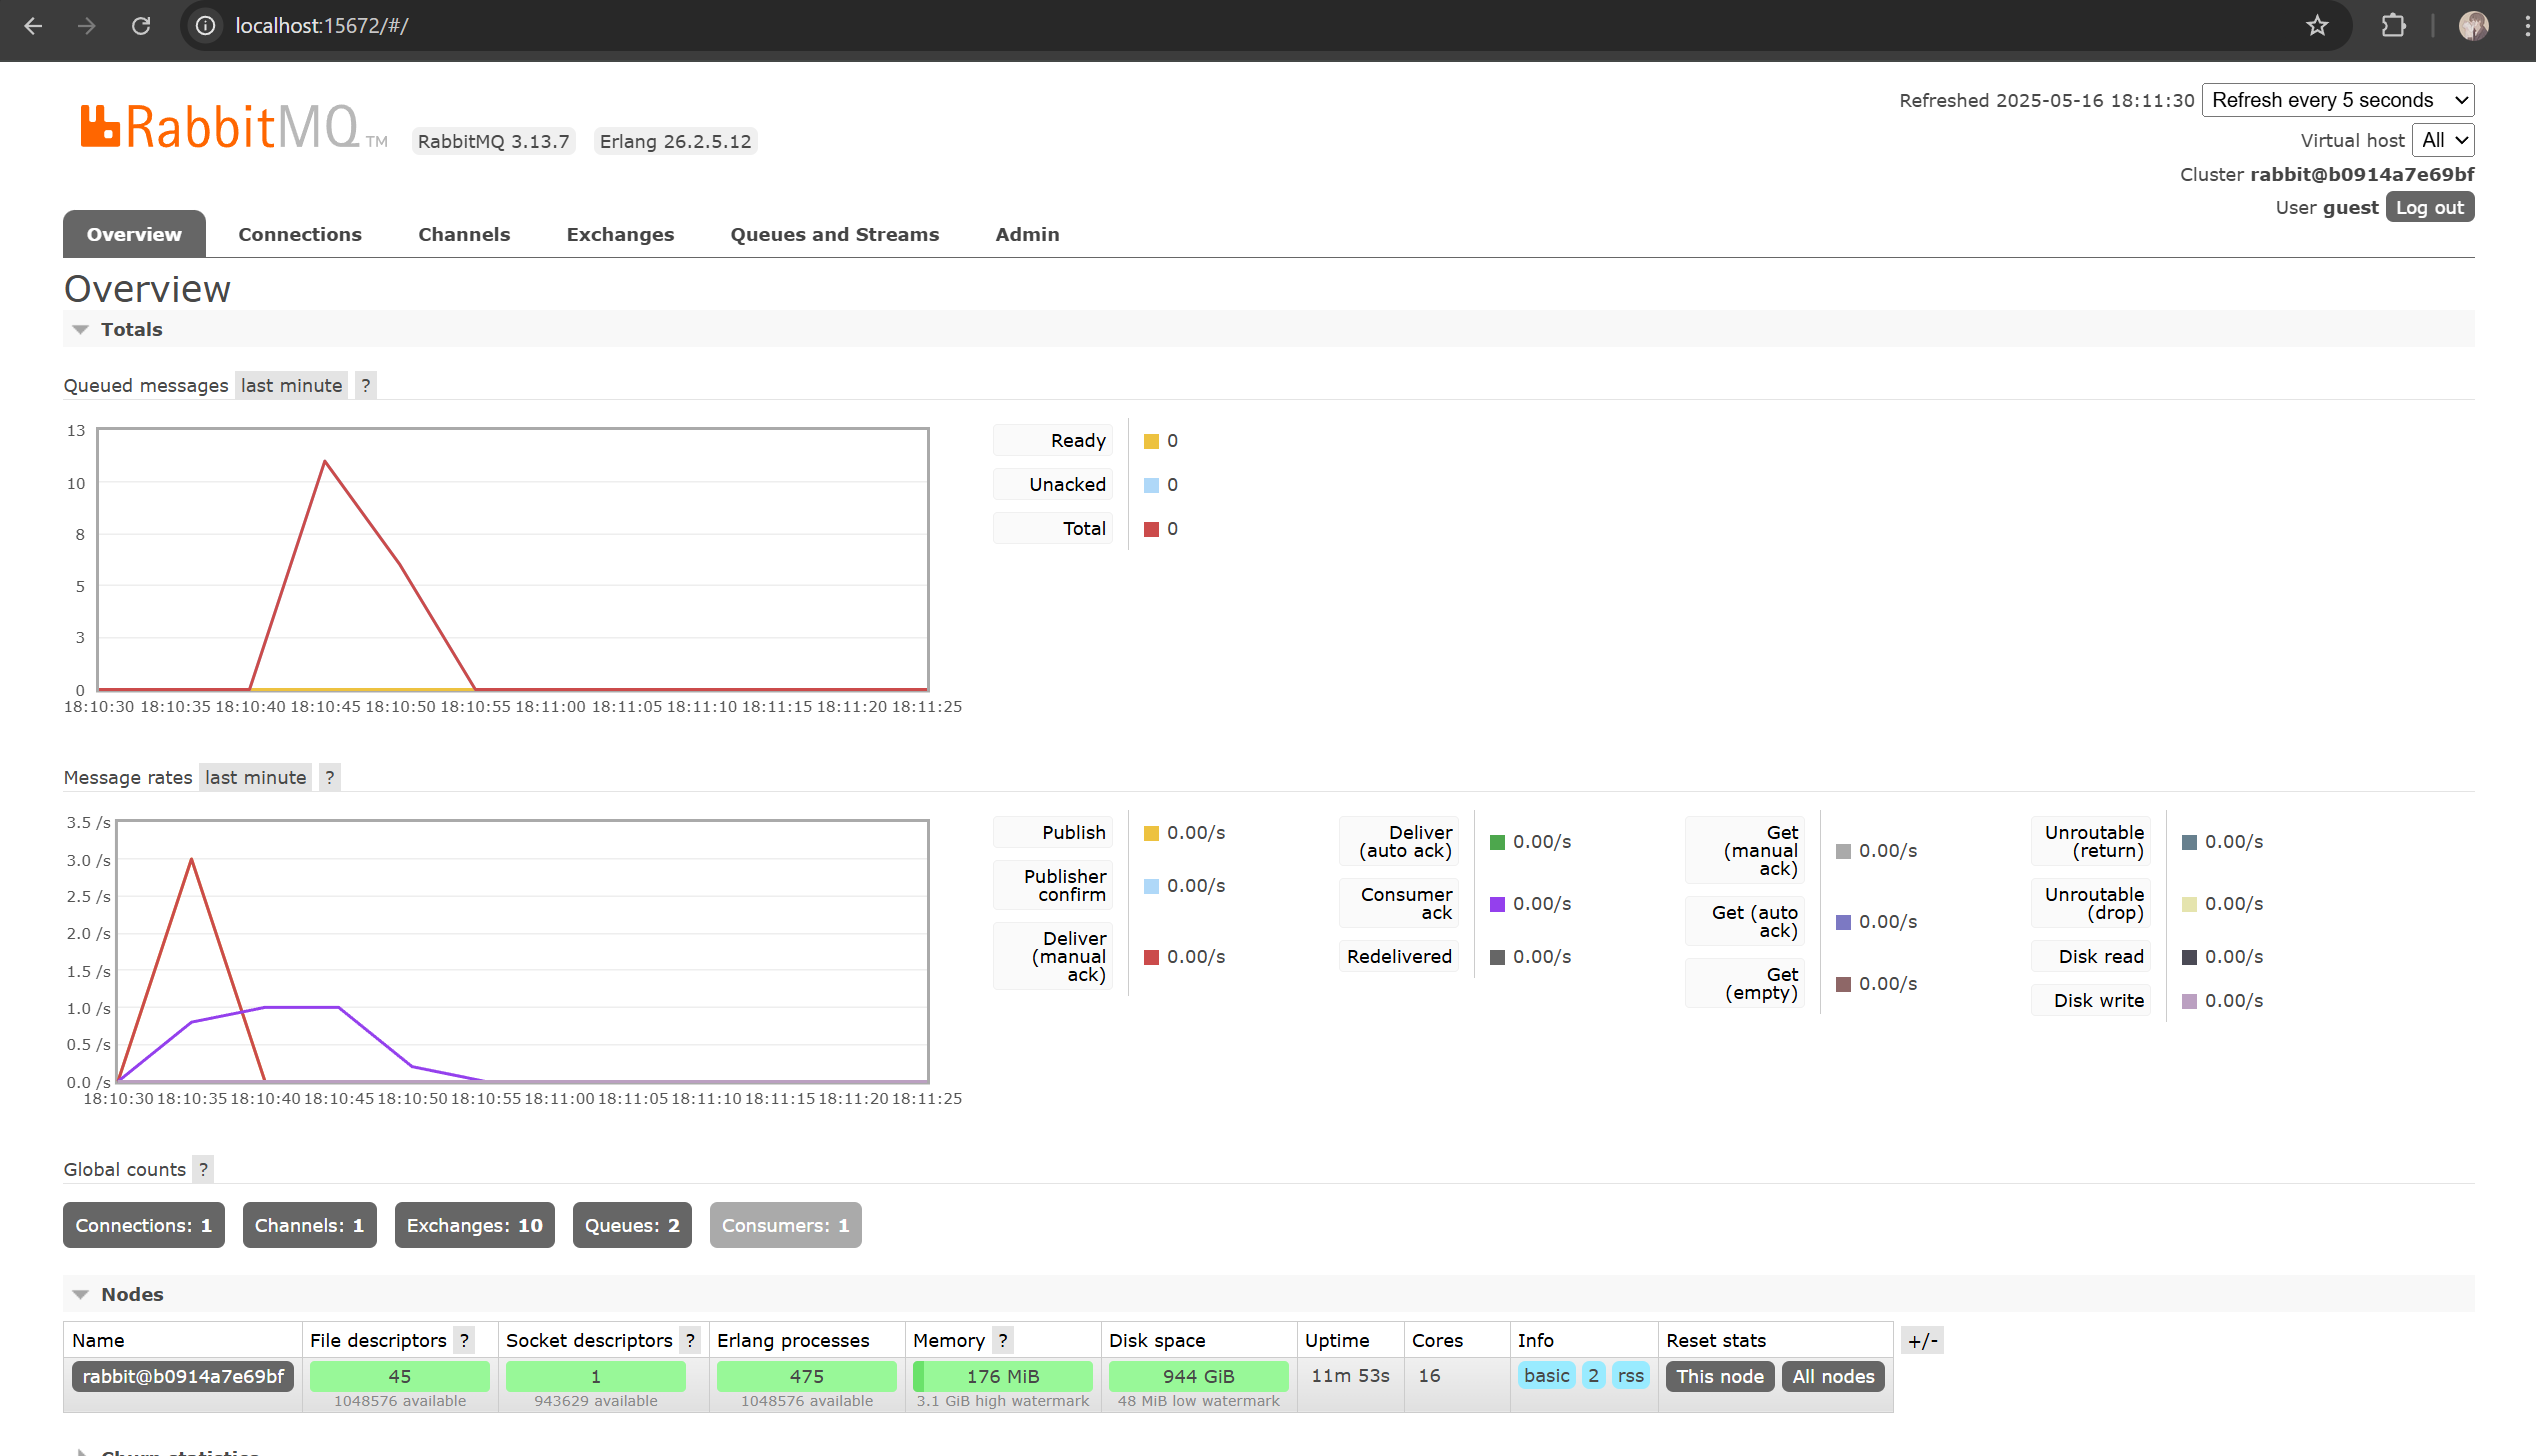 localhost:15672/#/
Refreshed 2025-05-16 18:11:30 Refresh every 5 seconds
RabbitMQ TM RabbitMQ 3.13.7 Erlang 26.2.5.12
Virtual host All
Cluster rabbit@b0914a7e69bf
User guest Log out
Overview Connections Channels Exchanges Queues and Streams Admin
Overview
Totals
Queued messages last minute ?
13
10
8
5
3
0
18:10:30 18:10:35 18:10:40 18:10:45 18:10:50 18:10:55 18:11:00 18:11:05 18:11:10 18:11:15 18:11:20 18:11:25
Ready 0
Unacked 0
Total 0
Message rates last minute ?
3.5 /s
3.0 /s
2.5 /s
2.0 /s
1.5 /s
1.0 /s
0.5 /s
0.0 /s
18:10:30 18:10:35 18:10:40 18:10:45 18:10:50 18:10:55 18:11:00 18:11:05 18:11:10 18:11:15 18:11:20 18:11:25
Publish 0.00/s
Publisher
confirm 0.00/s
Deliver
(manual 0.00/s
ack)
Deliver
(auto ack) 0.00/s
Consumer
ack 0.00/s
Redelivered 0.00/s
Get
(manual 0.00/s
ack)
Get (auto
ack) 0.00/s
Get
(empty) 0.00/s
Unroutable
(return) 0.00/s
Unroutable
(drop) 0.00/s
Disk read 0.00/s
Disk write 0.00/s
Global counts ?
Connections: 1 Channels: 1 Exchanges: 10 Queues: 2 Consumers: 1
Nodes
Name File descriptors ? Socket descriptors ? Erlang processes Memory ? Disk space Uptime Cores Info Reset stats +/-
rabbit@b0914a7e69bf 45 1 475 176 MiB 944 GiB 11m 53s 16 basic 2 rss This node All nodes
1048576 available 943629 available 1048576 available 3.1 GiB high watermark 48 MiB low watermark
Churn statistics